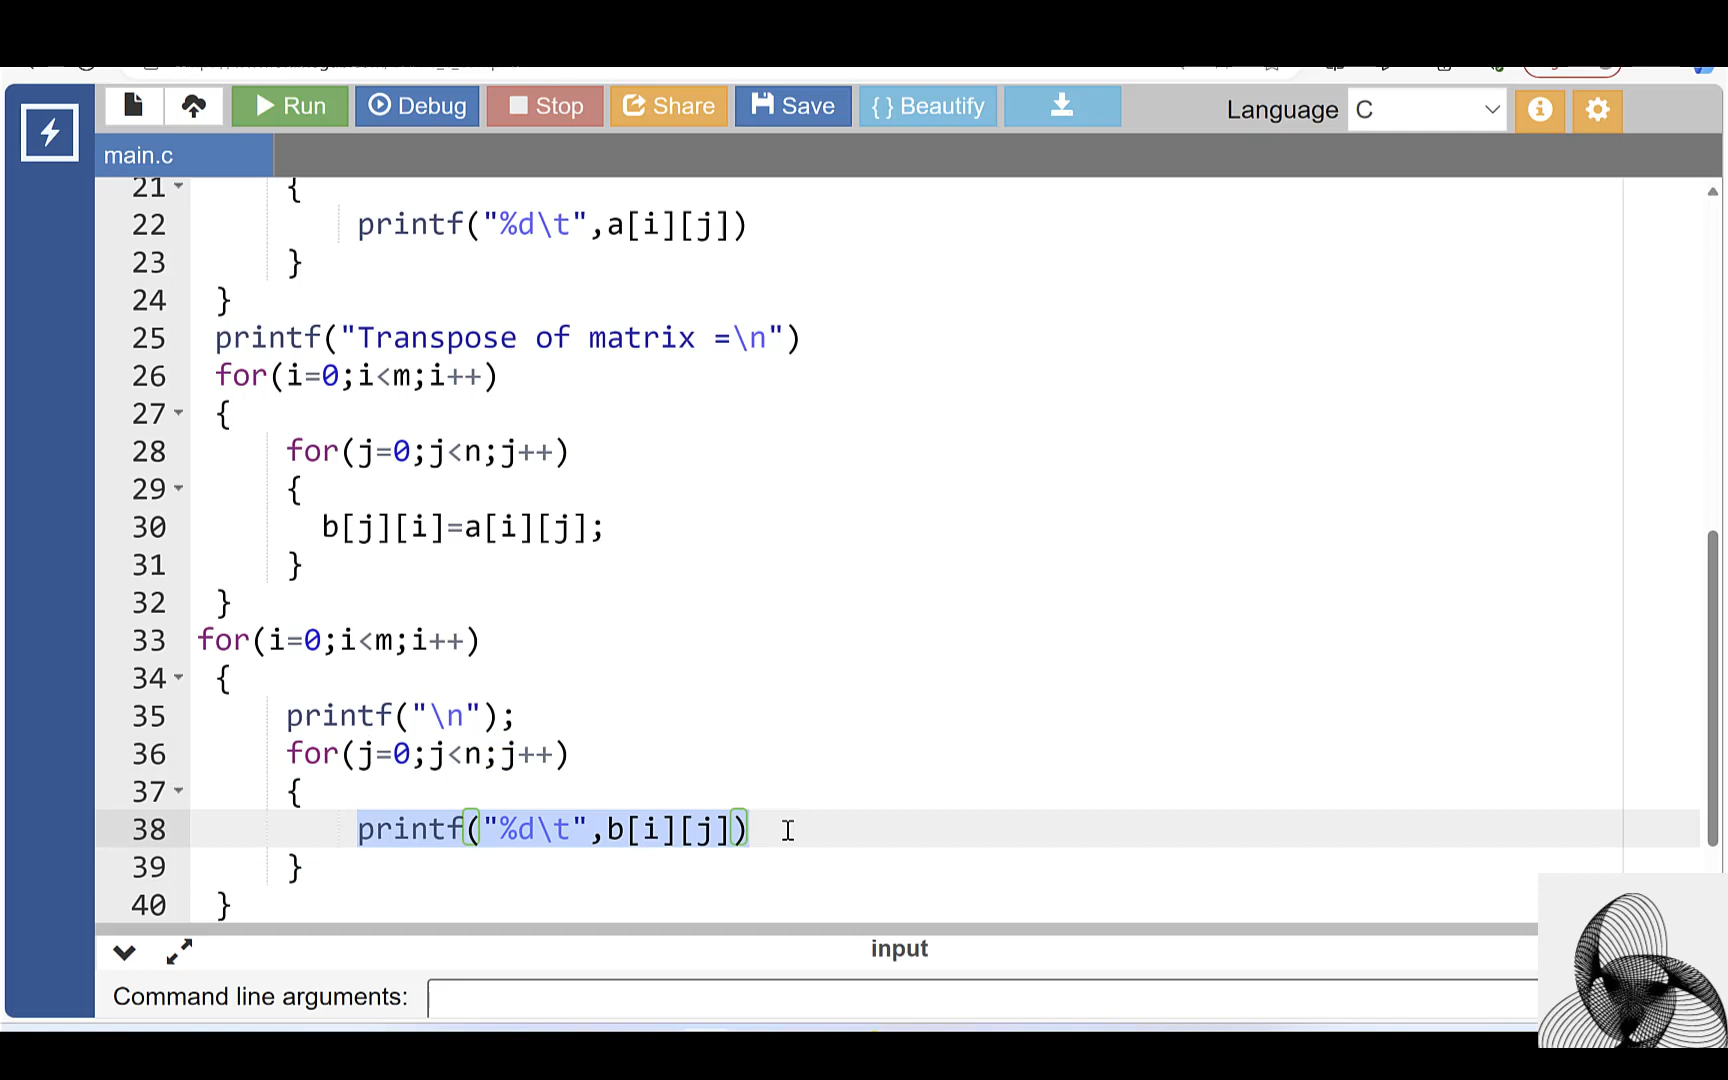 Run Debug Stop Share Save { } Beautify Language C
main.c
21 {
22 printf("%d\t",a[i][j])
23 }
24 }
25 printf("Transpose of matrix =\n")
26 for(i=0;i<m;i++)
27 {
28 for(j=0;j<n;j++)
29 {
30 b[j][i]=a[i][j];
31 }
32 }
33 for(i=0;i<m;i++)
34 {
35 printf("\n");
36 for(j=0;j<n;j++)
37 {
38 printf("%d\t",b[i][j])
39 }
40 }
input
Command line arguments: